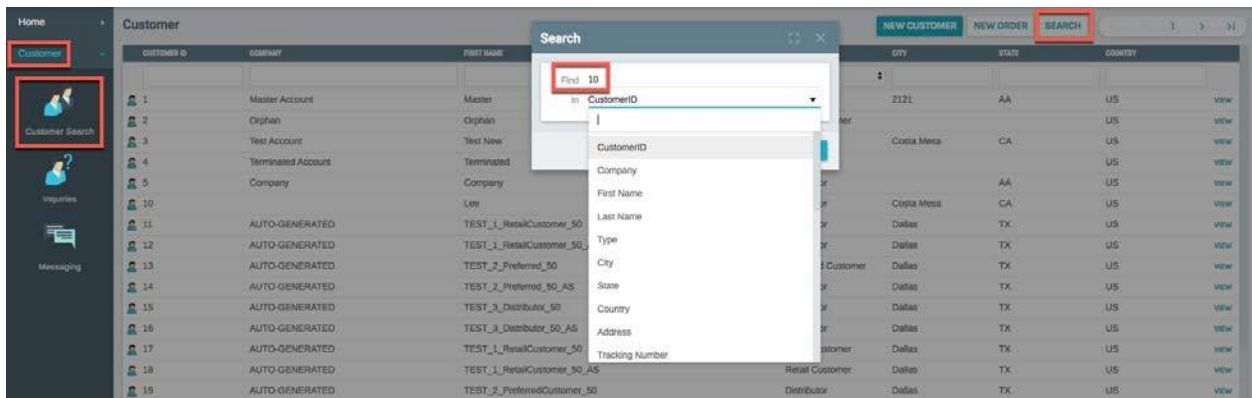 Home
Customer
Customer Search
Inquiries
Messaging
Customer
NEW CUSTOMER NEW ORDER SEARCH 1
CUSTOMER ID COMPANY FIRST NAME CITY STATE COUNTRY
1 Master Account Master 2121 AA US VIEW
2 Orphan Orphan US VIEW
3 Test Account Test New Costa Mesa CA US VIEW
4 Terminated Account Terminated US VIEW
5 Company Company AA US VIEW
10 Lee Costa Mesa CA US VIEW
11 AUTO-GENERATED TEST_1_RetailCustomer_50 Dallas TX US VIEW
12 AUTO-GENERATED TEST_1_RetailCustomer_50_ Dallas TX US VIEW
13 AUTO-GENERATED TEST_2_Preferred_50 Customer Dallas TX US VIEW
14 AUTO-GENERATED TEST_2_Preferred_50_AS Dallas TX US VIEW
15 AUTO-GENERATED TEST_3_Distributor_50 Dallas TX US VIEW
16 AUTO-GENERATED TEST_3_Distributor_50_AS Dallas TX US VIEW
17 AUTO-GENERATED TEST_1_RetailCustomer_50 Dallas TX US VIEW
18 AUTO-GENERATED TEST_1_RetailCustomer_50_AS Retail Customer Dallas TX US VIEW
19 AUTO-GENERATED TEST_2_PreferredCustomer_50 Distributor Dallas TX US VIEW
Search
Find 10
In CustomerID
CustomerID
Company
First Name
Last Name
Type
City
State
Country
Address
Tracking Number